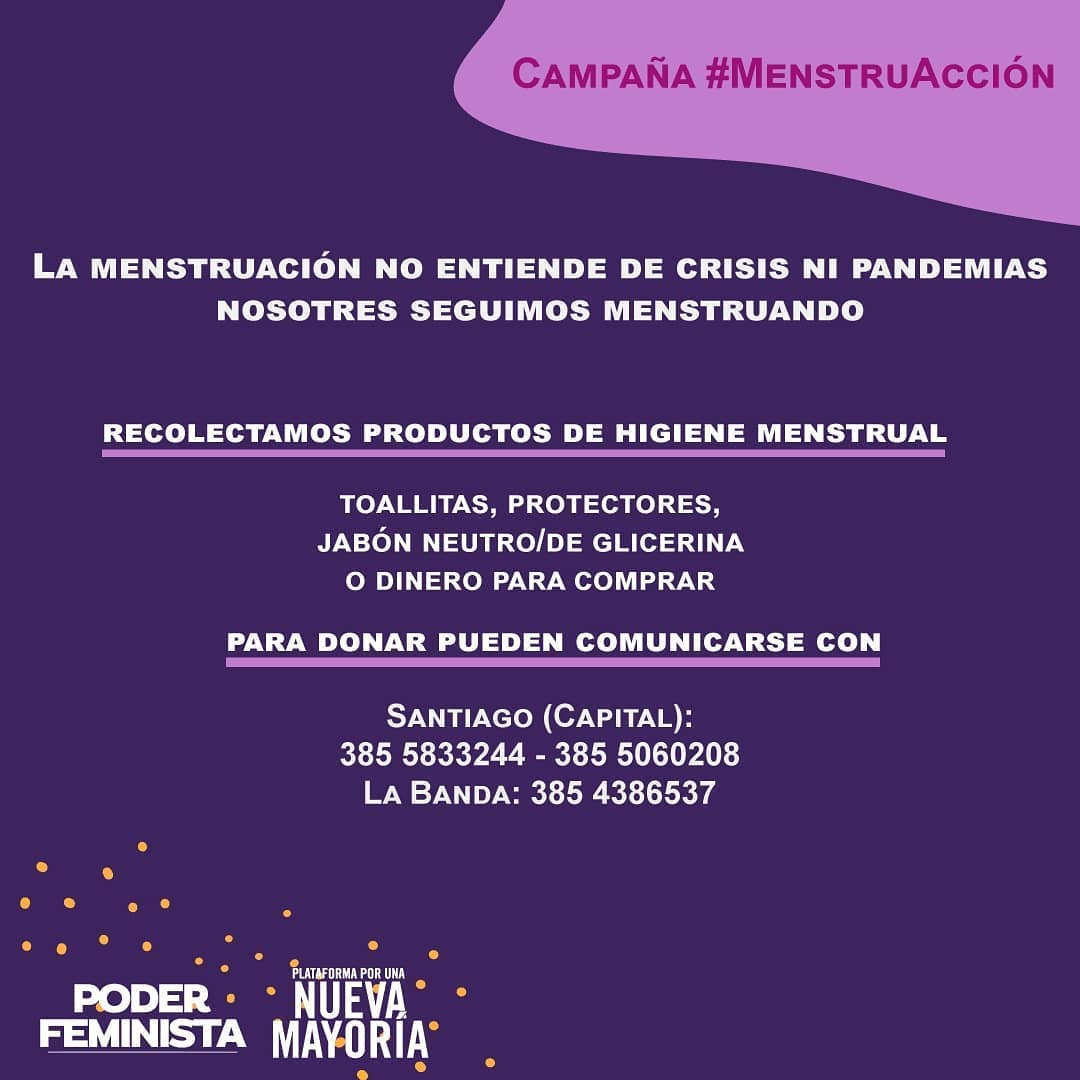 CAMPAÑA #MENSTRUACCIÓN
LA MENSTRUACIÓN NO ENTIENDE DE CRISIS NI PANDEMIAS
NOSOTRES SEGUIMOS MENSTRUANDO
RECOLECTAMOS PRODUCTOS DE HIGIENE MENSTRUAL
TOALLITAS, PROTECTORES,
JABÓN NEUTRO/DE GLICERINA
O DINERO PARA COMPRAR
PARA DONAR PUEDEN COMUNICARSE CON
SANTIAGO (CAPITAL):
385 5833244 - 385 5060208
LA BANDA: 385 4386537
PODER
FEMINISTA
PLATAFORMA POR UNA
NUEVA
MAYORÍA